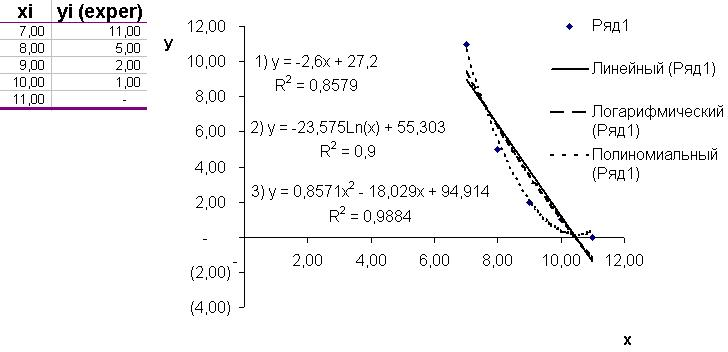 xi yi (exper)
7,00 11,00
8,00 5,00
9,00 2,00
10,00 1,00
11,00 -
y
12,00
10,00
8,00
6,00
4,00
2,00
-
(2,00)
(4,00)
1) y = -2,6x + 27,2
R² = 0,8579
2) y = -23,575Ln(x) + 55,303
R² = 0,9
3) y = 0,8571x² - 18,029x + 94,914
R² = 0,9884
- 2,00 4,00 6,00 8,00 10,00 12,00
x
Ряд1
Линейный (Ряд1)
Логарифмический
(Ряд1)
Полиномиальный
(Ряд1)